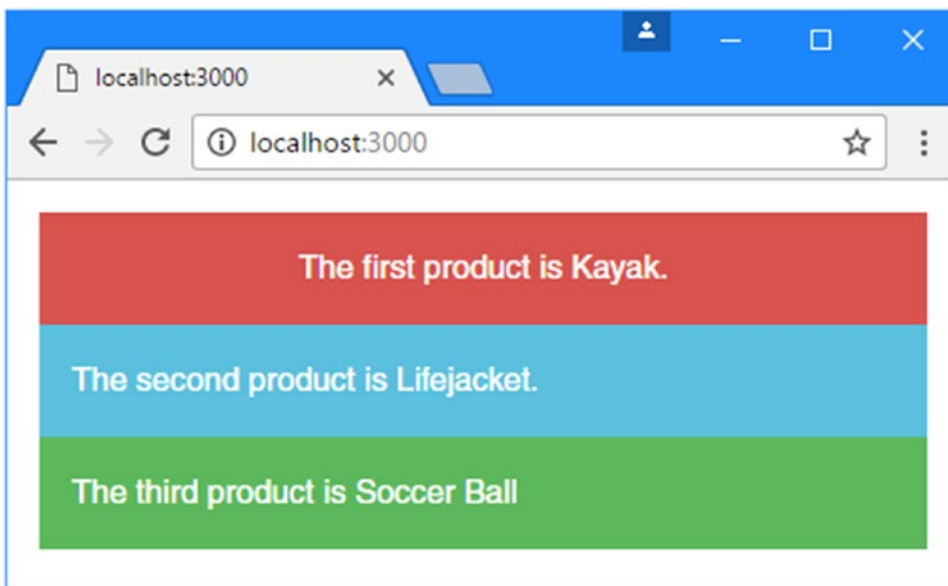 localhost:3000
localhost:3000
The first product is Kayak.
The second product is Lifejacket.
The third product is Soccer Ball